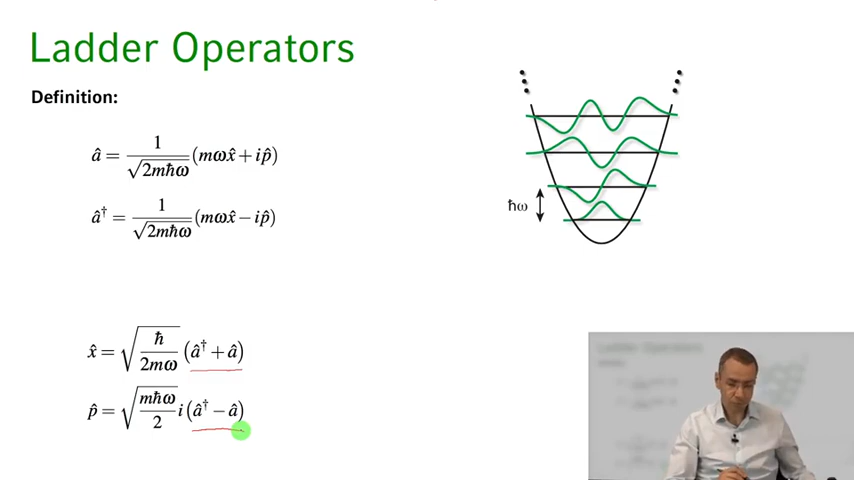 Ladder Operators
Definition:
â = 1/√(2mħω) (mωx̂ + ip̂)
â† = 1/√(2mħω) (mωx̂ − ip̂)
ħω
x̂ = √(ħ/2mω) (â† + â)
p̂ = √(mħω/2) i(â† − â)